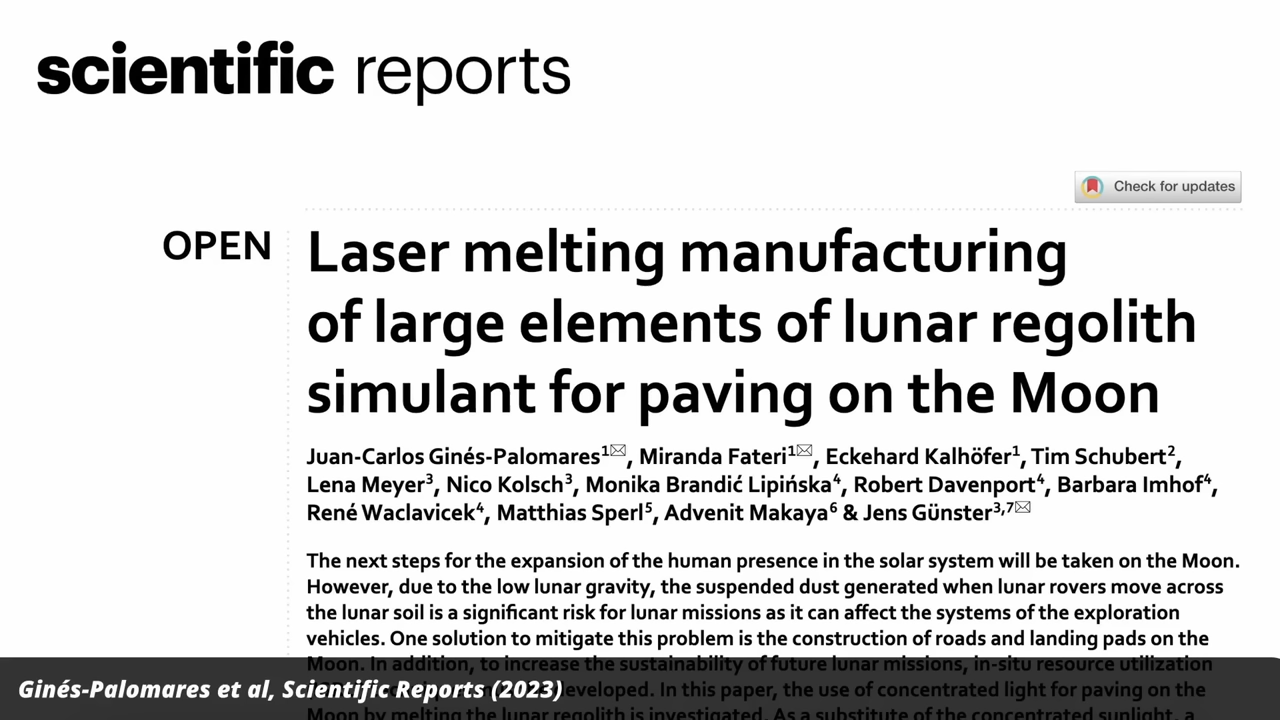 scientific reports
Check for updates
OPEN
Laser melting manufacturing
of large elements of lunar regolith
simulant for paving on the Moon
Juan-Carlos Ginés-Palomares1✉, Miranda Fateri1✉, Eckehard Kalhöfer1, Tim Schubert2,
Lena Meyer3, Nico Kolsch3, Monika Brandić Lipińska4, Robert Davenport4, Barbara Imhof4,
René Waclavicek4, Matthias Sperl5, Advenit Makaya6 & Jens Günster3,7✉
The next steps for the expansion of the human presence in the solar system will be taken on the Moon.
However, due to the low lunar gravity, the suspended dust generated when lunar rovers move across
the lunar soil is a significant risk for lunar missions as it can affect the systems of the exploration
vehicles. One solution to mitigate this problem is the construction of roads and landing pads on the
Moon. In addition, to increase the sustainability of future lunar missions, in-situ resource utilization
developed. In this paper, the use of concentrated light for paving on the
Moon by melting the lunar regolith is investigated. As a substitute of the concentrated sunlight, a
Ginés-Palomares et al, Scientific Reports (2023)